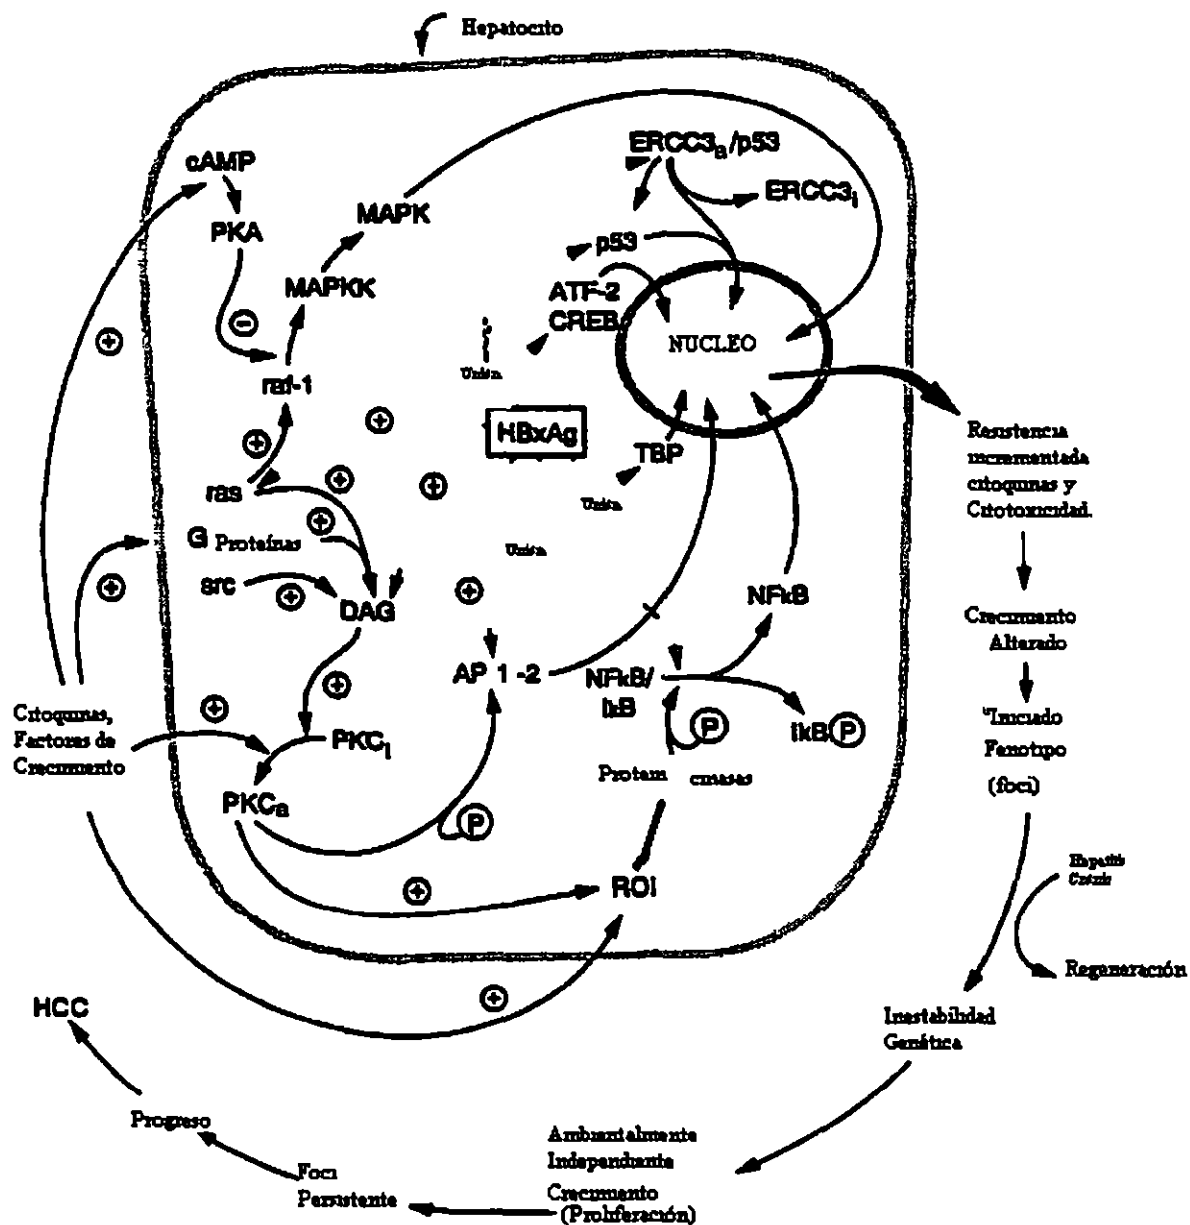 Hepatocito
cAMP
PKA
MAPK
MAPKK
raf-1
ras
G Proteínas
src
DAG
PKCi
PKCa
Citoquinas,
Factores de
Crecimiento
ERCC3a/p53
ERCC3i
p53
ATF-2
CREB
NUCLEO
HBxAg
TBP
AP 1-2
NFkB
NFkB/
IkB
P
IkB P
P
ROI
Resistencia
incrementada
citoquinas y
Citotoxicidad.
Crecimiento
Alterado
"Iniciado
Fenotipo
(foci)
Regeneración
Inestabilidad
Genética
Ambientalmente
Independiente
Crecimiento
(Proliferación)
Foci
Persistente
Progreso
HCC